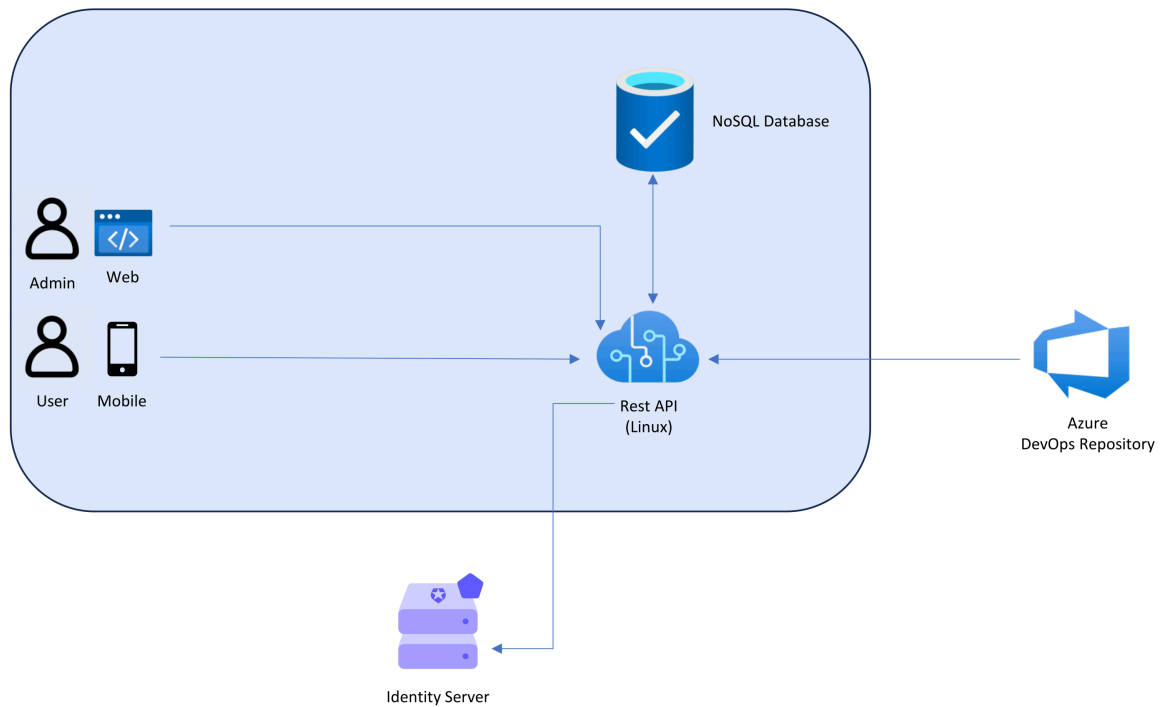 NoSQL Database
Admin
Web
User
Mobile
Rest API
(Linux)
Azure
DevOps Repository
Identity Server